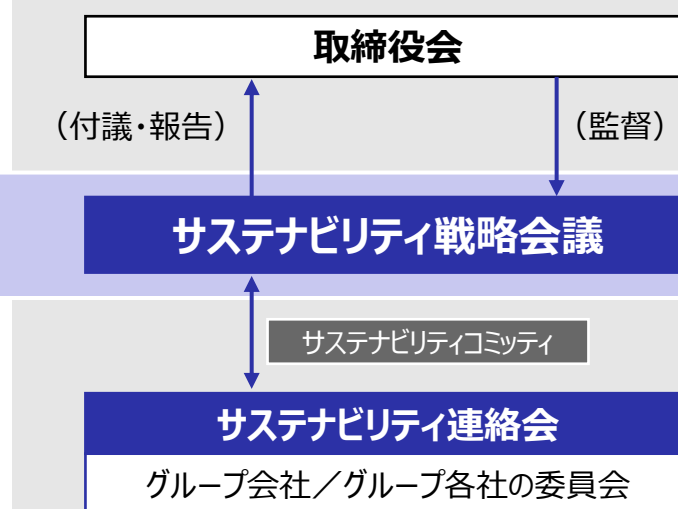 取締役会
（付議・報告）
（監督）
サステナビリティ戦略会議
サステナビリティコミッティ
サステナビリティ連絡会
グループ会社／グループ各社の委員会